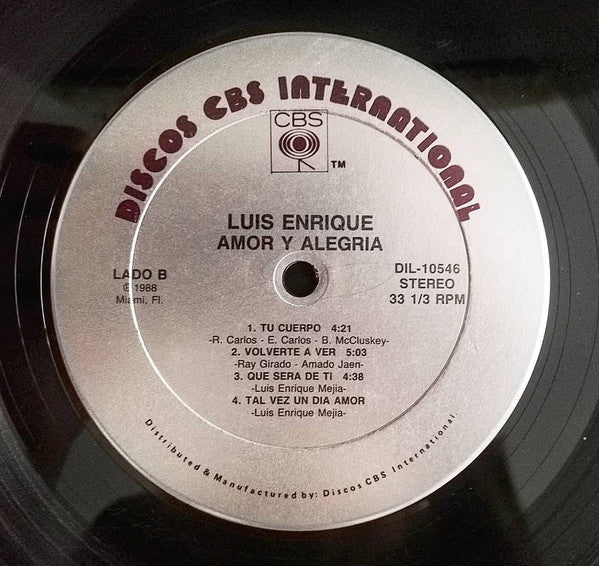 DISCOS CBS INTERNATIONAL
CBS
TM
LUIS ENRIQUE
AMOR Y ALEGRIA
LADO B
℗ 1988
Miami, Fl.
DIL-10546
STEREO
33 1/3 RPM
1. TU CUERPO 4:21
-R. Carlos - E. Carlos - B. McCluskey-
2. VOLVERTE A VER 5:03
-Ray Girado - Amado Jaen-
3. QUE SERA DE TI 4:38
-Luis Enrique Mejia-
4. TAL VEZ UN DIA AMOR
-Luis Enrique Mejia-
Distributed & Manufactured by: Discos CBS International.